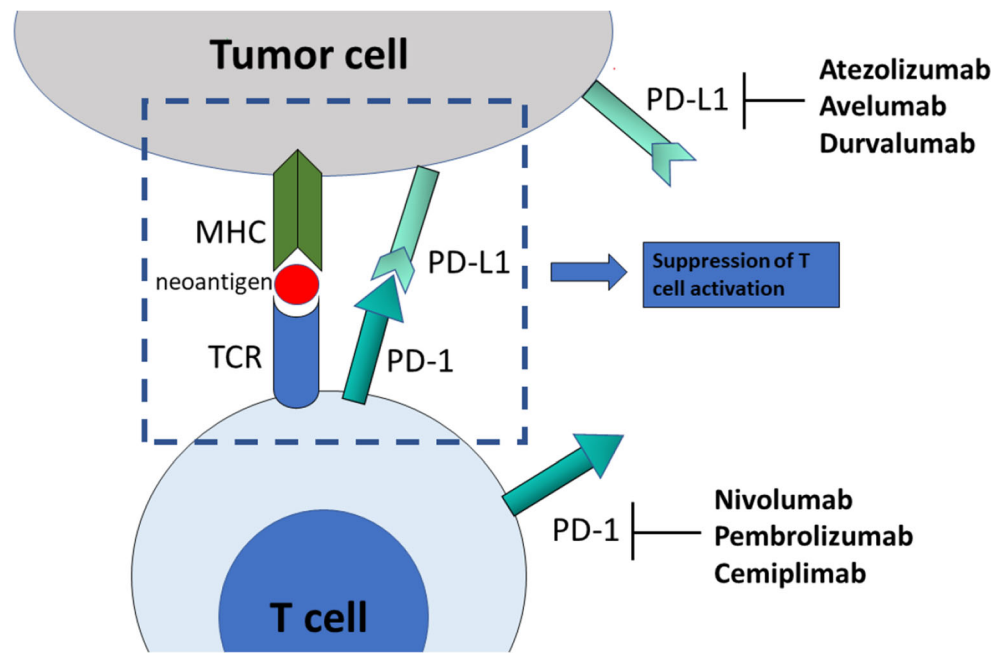 Tumor cell
PD-L1
Atezolizumab
Avelumab
Durvalumab
MHC
neoantigen
PD-L1
Suppression of T
cell activation
TCR
PD-1
PD-1
Nivolumab
Pembrolizumab
Cemiplimab
T cell